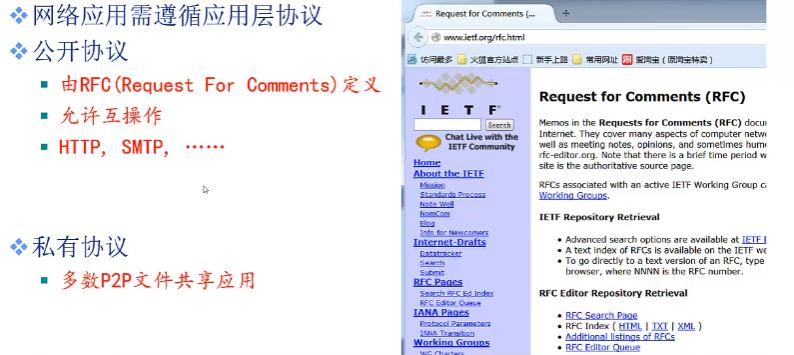 网络应用需遵循应用层协议
公开协议
由RFC(Request For Comments)定义
允许互操作
HTTP, SMTP, ……
私有协议
多数P2P文件共享应用
Request for Comments (...
www.ietf.org/rfc.html
访问最多 火狐官方站点 新手上路 常用网址 爱淘宝 (原淘宝特卖)
I E T F
Search
Chat Live with the
IETF Community
Home
About the IETF
Mission
Standards Process
Note Well
NomCom
Blog
Info for Newcomers
Internet-Drafts
Datatracker
Search
Submit
RFC Pages
Search RFC Ed Index
RFC Editor Queue
IANA Pages
Protocol Parameters
IANA Transition
Working Groups
WG Charters
Request for Comments (RFC)
Memos in the Requests for Comments (RFC)
Internet. They cover many aspects of computer
well as meeting notes, opinions, and sometimes
rfc-editor.org. Note that there is a brief time period
site is the authoritative source page.
RFCs associated with an active IETF Working Group
Working Groups.
IETF Repository Retrieval
Advanced search options are available at IETF
A text index of RFCs is available on the IETF
To go directly to a text version of an RFC, type
browser, where NNNN is the RFC number.
RFC Editor Repository Retrieval
RFC Search Page
RFC Index ( HTML | TXT | XML )
Additional listings of RFCs
RFC Editor Queue